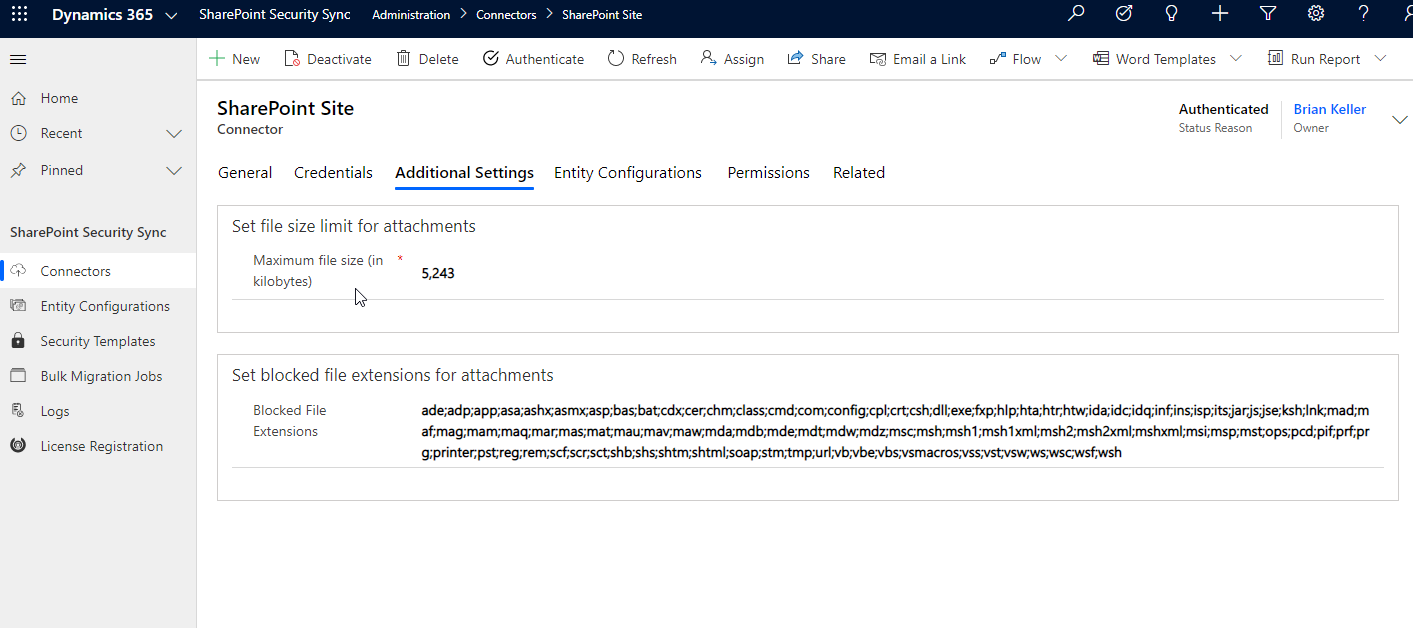 Dynamics 365 SharePoint Security Sync Administration > Connectors > SharePoint Site
New Deactivate Delete Authenticate Refresh Assign Share Email a Link Flow Word Templates Run Report
Home
Recent
Pinned
SharePoint Security Sync
Connectors
Entity Configurations
Security Templates
Bulk Migration Jobs
Logs
License Registration
SharePoint Site
Connector
Authenticated
Status Reason
Brian Keller
Owner
General Credentials Additional Settings Entity Configurations Permissions Related
Set file size limit for attachments
Maximum file size (in *
kilobytes)
5,243
Set blocked file extensions for attachments
Blocked File
Extensions
ade;adp;app;asa;ashx;asmx;asp;bas;bat;cdx;cer;chm;class;cmd;com;config;cpl;crt;csh;dll;exe;fxp;hlp;hta;htr;htw;ida;idc;idq;inf;ins;isp;its;jar;js;jse;ksh;lnk;mad;m
af;mag;mam;maq;mar;mas;mat;mau;mav;maw;mda;mdb;mde;mdt;mdw;mdz;msc;msh;msh1;msh1xml;msh2;msh2xml;mshxml;msi;msp;mst;ops;pcd;pif;prf;pr
g;printer;pst;reg;rem;scf;scr;sct;shb;shs;shtm;shtml;soap;stm;tmp;url;vb;vbe;vbs;vsmacros;vss;vst;vsw;ws;wsc;wsf;wsh